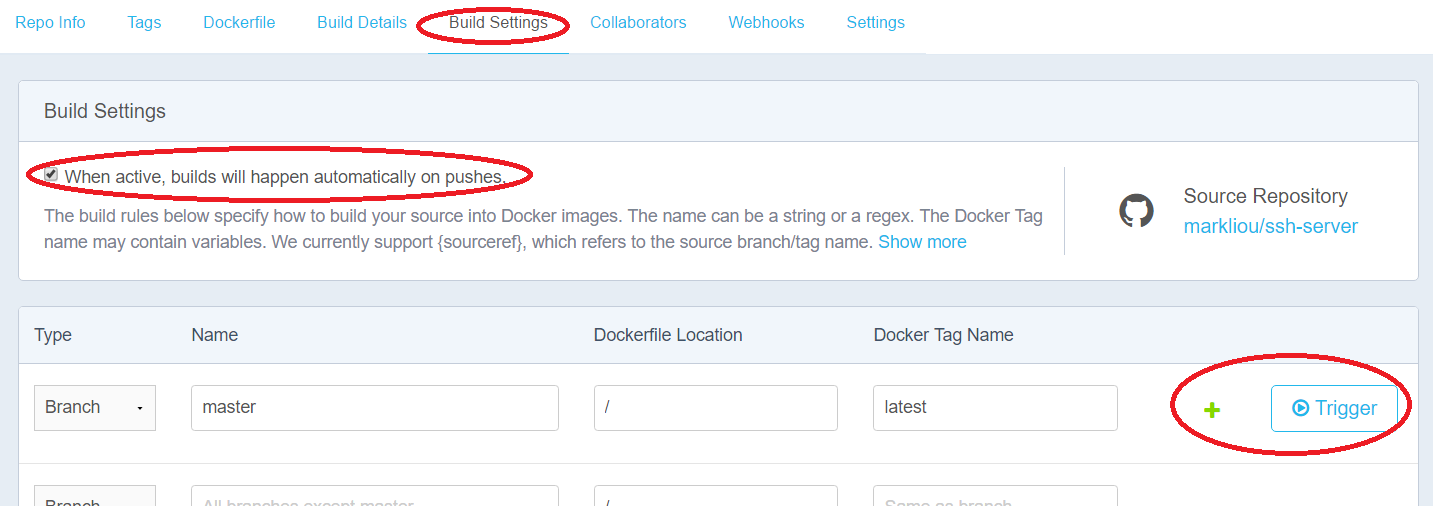 Repo Info Tags Dockerfile Build Details Build Settings Collaborators Webhooks Settings
Build Settings
When active, builds will happen automatically on pushes.
The build rules below specify how to build your source into Docker images. The name can be a string or a regex. The Docker Tag
name may contain variables. We currently support {sourceref}, which refers to the source branch/tag name. Show more
Source Repository
markliou/ssh-server
Type Name Dockerfile Location Docker Tag Name
Branch master / latest + Trigger
Branch All branches except master / Same as branch